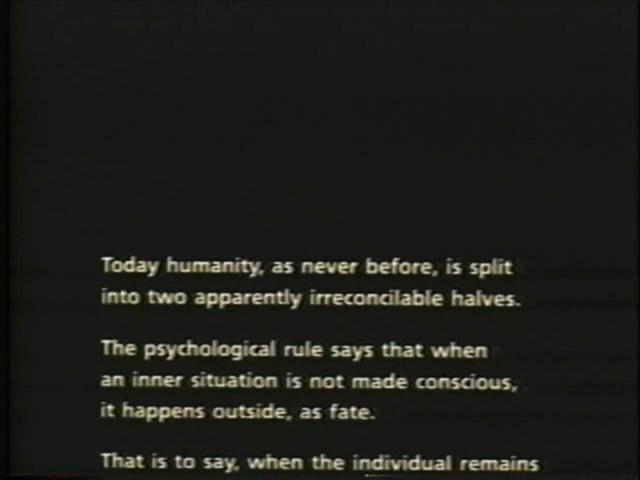 Today humanity, as never before, is split
into two apparently irreconcilable halves.
The psychological rule says that when
an inner situation is not made conscious,
it happens outside, as fate.
That is to say, when the individual remains